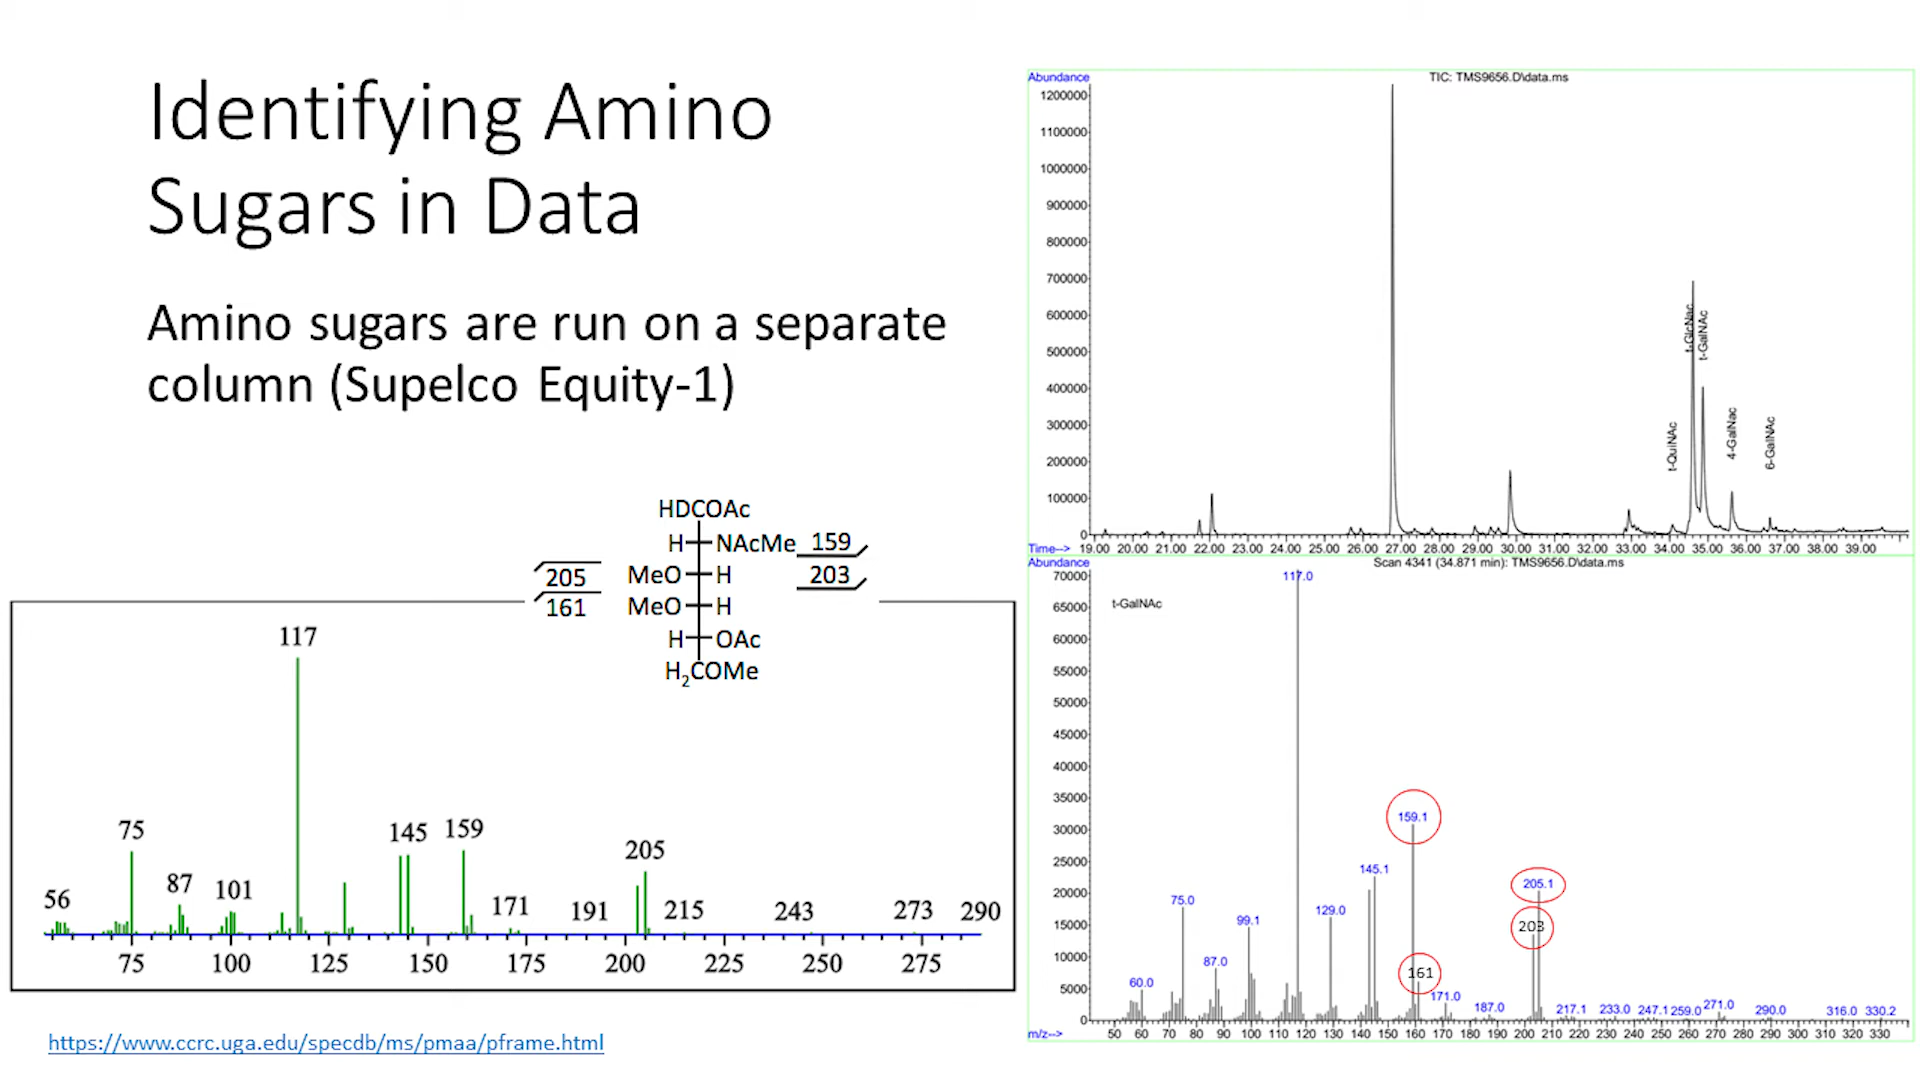 Identifying Amino
Sugars in Data
Amino sugars are run on a separate
column (Supelco Equity-1)
HDCOAc
H NAcMe 159
205 MeO H 203
161 MeO H
H OAc
H2COMe
117
75
145 159
205
56
87 101
171 191 215 243 273 290
75 100 125 150 175 200 225 250 275
https://www.ccrc.uga.edu/specdb/ms/pmaa/pframe.html
Abundance
TIC: TMS9656.D\data.ms
1200000
1100000
1000000
900000
800000
700000
600000
500000
400000
300000
200000
100000
0
t-QuiNAc
t-GlcNac
t-GalNAc
4-GalNac
6-GalNAc
19.00 20.00 21.00 22.00 23.00 24.00 25.00 26.00 27.00 28.00 29.00 30.00 31.00 32.00 33.00 34.00 35.00 36.00 37.00 38.00 39.00
Time-->
Abundance
Scan 4341 (34.871 min): TMS9656.D\data.ms
t-GalNAc
70000
65000
60000
55000
50000
45000
40000
35000
30000
25000
20000
15000
10000
5000
0
117.0
159.1
145.1
205.1
75.0
129.0
99.1
203
87.0
161
60.0
171.0
187.0
217.1 233.0 247.1 259.0 271.0 290.0 316.0 330.2
50 60 70 80 90 100 110 120 130 140 150 160 170 180 190 200 210 220 230 240 250 260 270 280 290 300 310 320 330
m/z-->